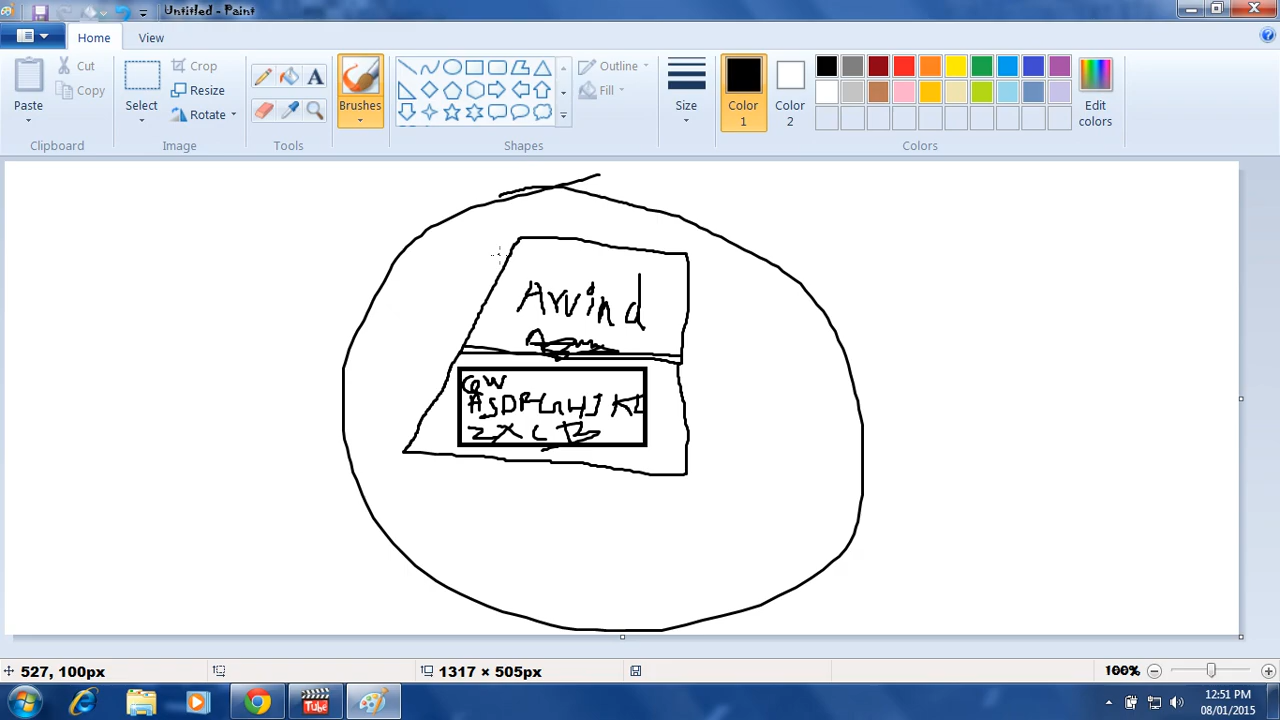 Untitled - Paint
Home View
Cut
Copy
Paste
Clipboard
Crop
Resize
Rotate
Select
Image
Tools
Brushes
Outline
Fill
Shapes
Size
Color 1
Color 2
Edit colors
Colors
Arvind
QW
ASDFGHJKL
ZXC B
527, 100px
1317 × 505px
100%
Tube
12:51 PM
08/01/2015